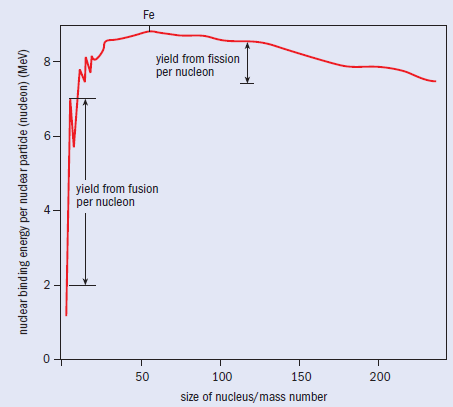 Fe
nuclear binding energy per nuclear particle (nucleon) (MeV)
8
6
4
2
0
yield from fission
per nucleon
yield from fusion
per nucleon
50
100
150
200
size of nucleus/mass number